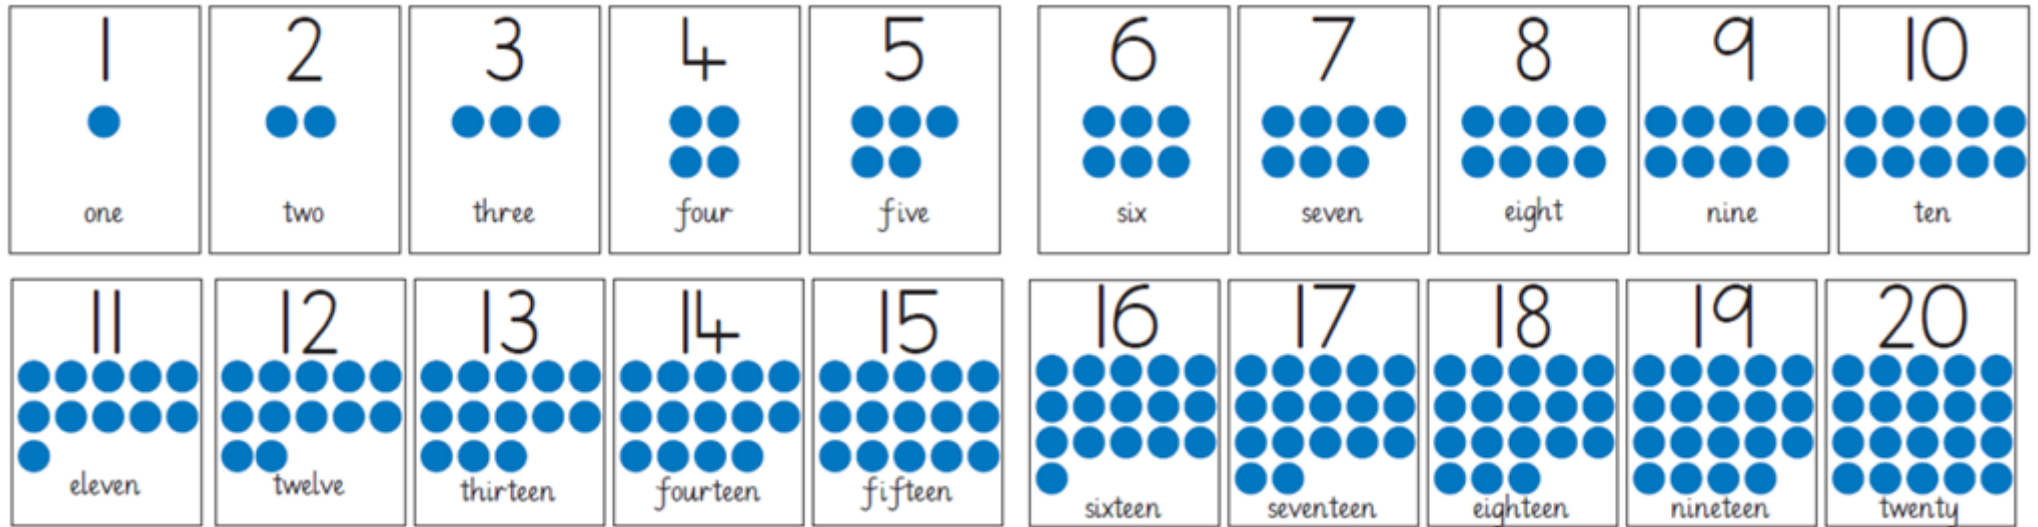 1 2 3 4 5 6 7 8 9 10
one two three four five six seven eight nine ten
11 12 13 14 15 16 17 18 19 20
eleven twelve thirteen fourteen fifteen sixteen seventeen eighteen nineteen twenty